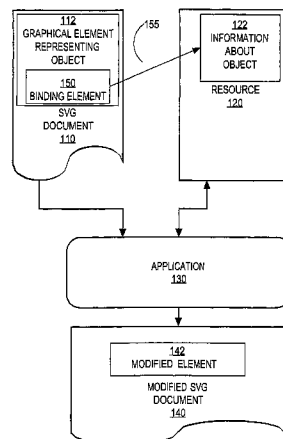 112
GRAPHICAL ELEMENT
REPRESENTING
OBJECT
150
BINDING ELEMENT
SVG
DOCUMENT
110
155
122
INFORMATION
ABOUT
OBJECT
RESOURCE
120
APPLICATION
130
142
MODIFIED ELEMENT
MODIFIED SVG
DOCUMENT
140